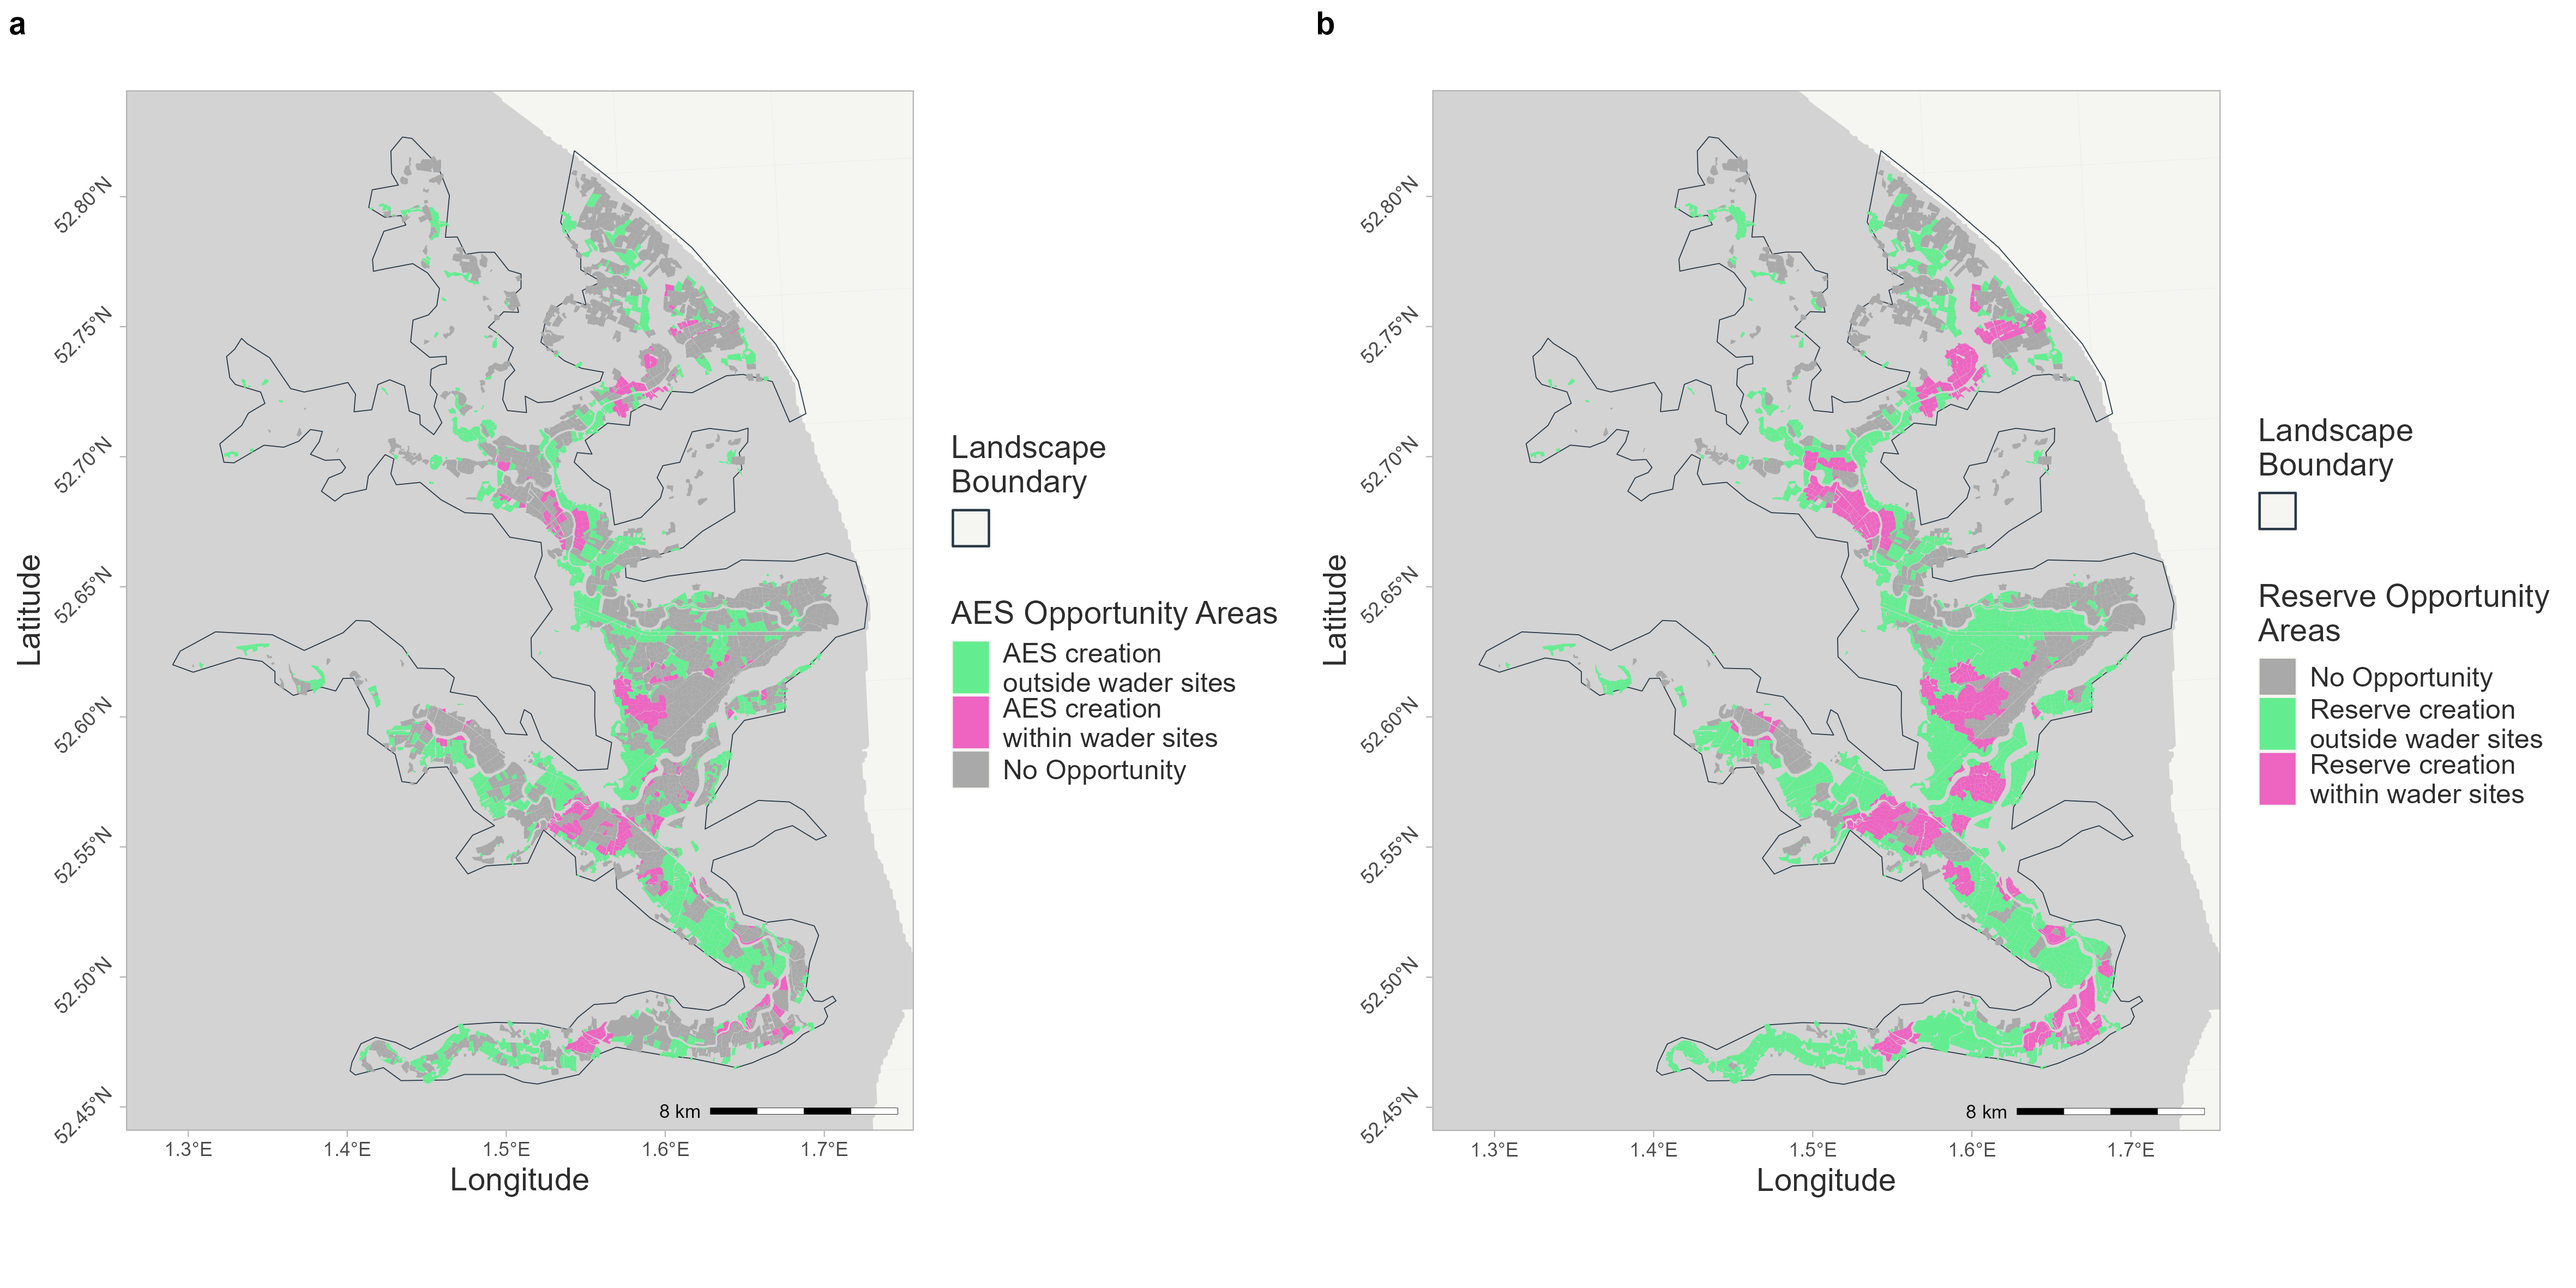 a
52.80°N
52.75°N
52.70°N
52.65°N
52.60°N
52.55°N
52.50°N
52.45°N
Latitude
8 km
1.3°E 1.4°E 1.5°E 1.6°E 1.7°E
Longitude
Landscape
Boundary
AES Opportunity Areas
AES creation
outside wader sites
AES creation
within wader sites
No Opportunity
b
52.80°N
52.75°N
52.70°N
52.65°N
52.60°N
52.55°N
52.50°N
52.45°N
Latitude
8 km
1.3°E 1.4°E 1.5°E 1.6°E 1.7°E
Longitude
Landscape
Boundary
Reserve Opportunity
Areas
No Opportunity
Reserve creation
outside wader sites
Reserve creation
within wader sites